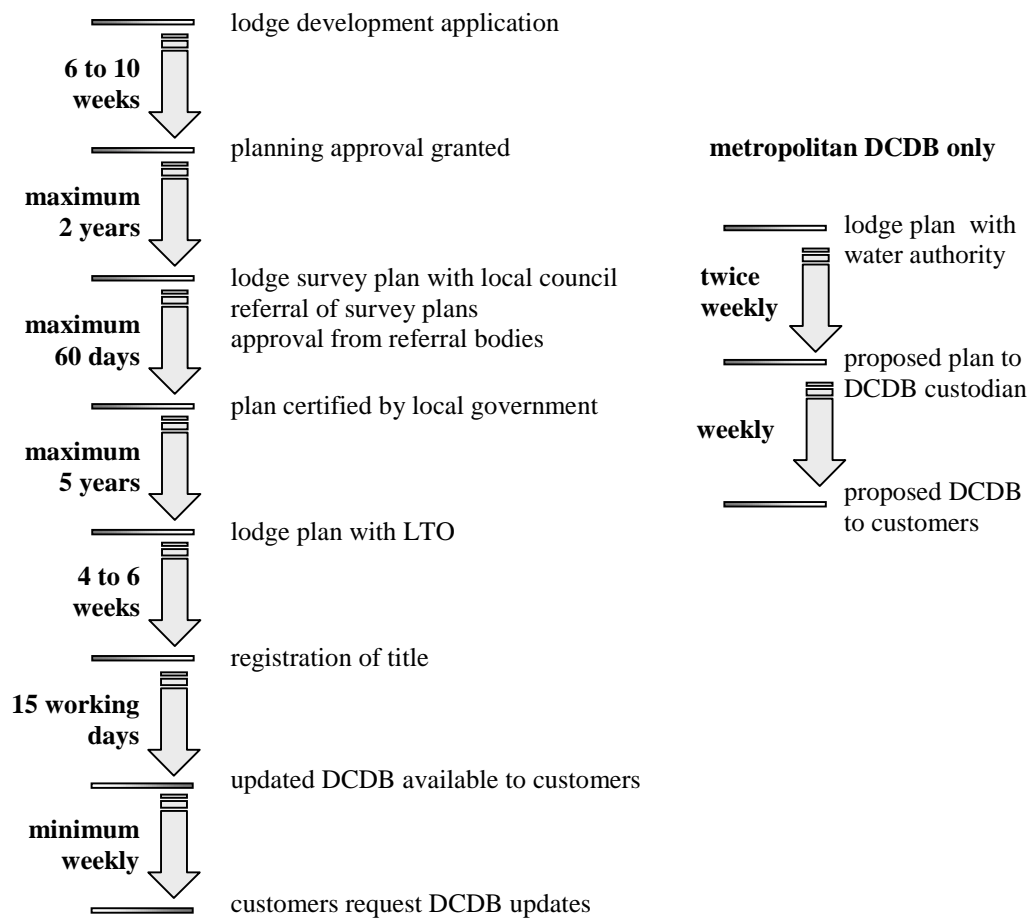 lodge development application
6 to 10
weeks
planning approval granted
maximum
2 years
lodge survey plan with local council
referral of survey plans
approval from referral bodies
maximum
60 days
plan certified by local government
maximum
5 years
lodge plan with LTO
4 to 6
weeks
registration of title
15 working
days
updated DCDB available to customers
minimum
weekly
customers request DCDB updates
metropolitan DCDB only
lodge plan with
water authority
twice
weekly
proposed plan to
DCDB custodian
weekly
proposed DCDB
to customers